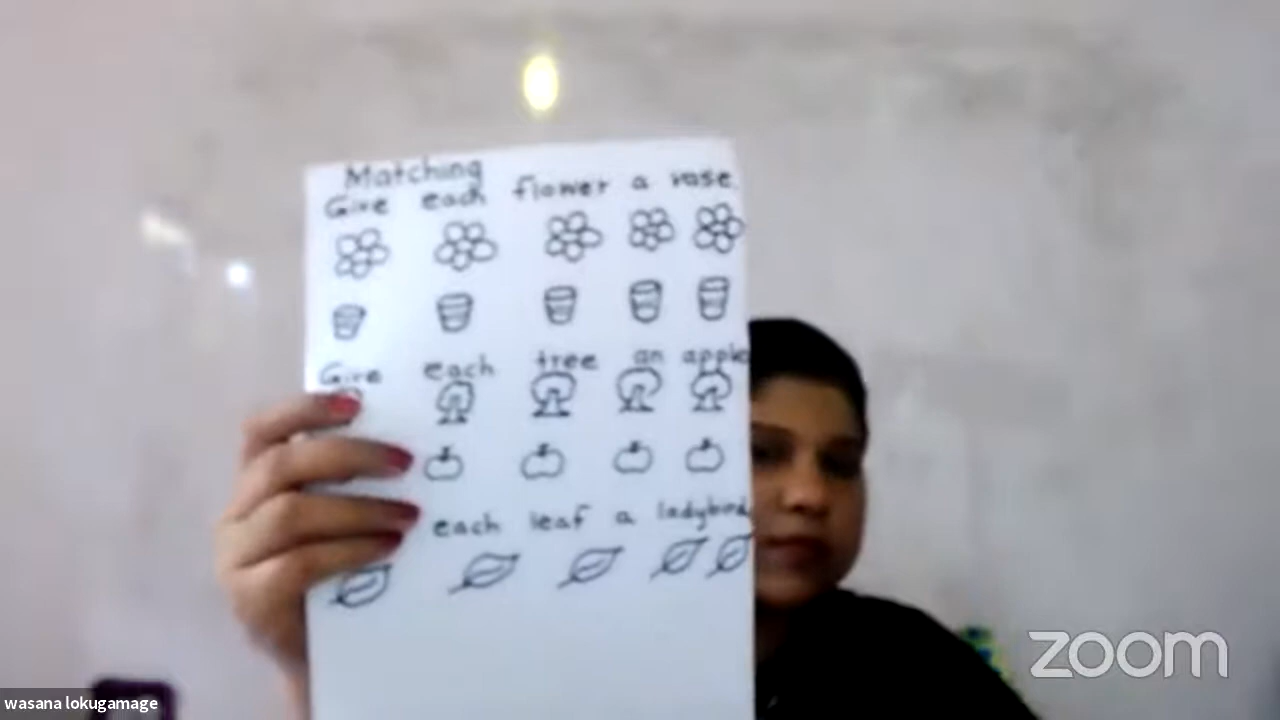 Matching
Give each flower a vase.
Give each tree an apple
each leaf a ladybird
zoom
wasana lokugamage